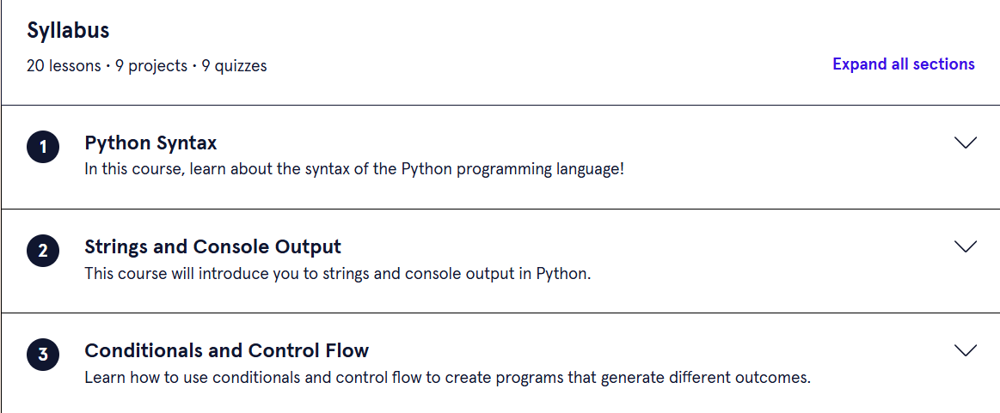 Syllabus
20 lessons • 9 projects • 9 quizzes
Expand all sections
1
Python Syntax
In this course, learn about the syntax of the Python programming language!
2
Strings and Console Output
This course will introduce you to strings and console output in Python.
3
Conditionals and Control Flow
Learn how to use conditionals and control flow to create programs that generate different outcomes.